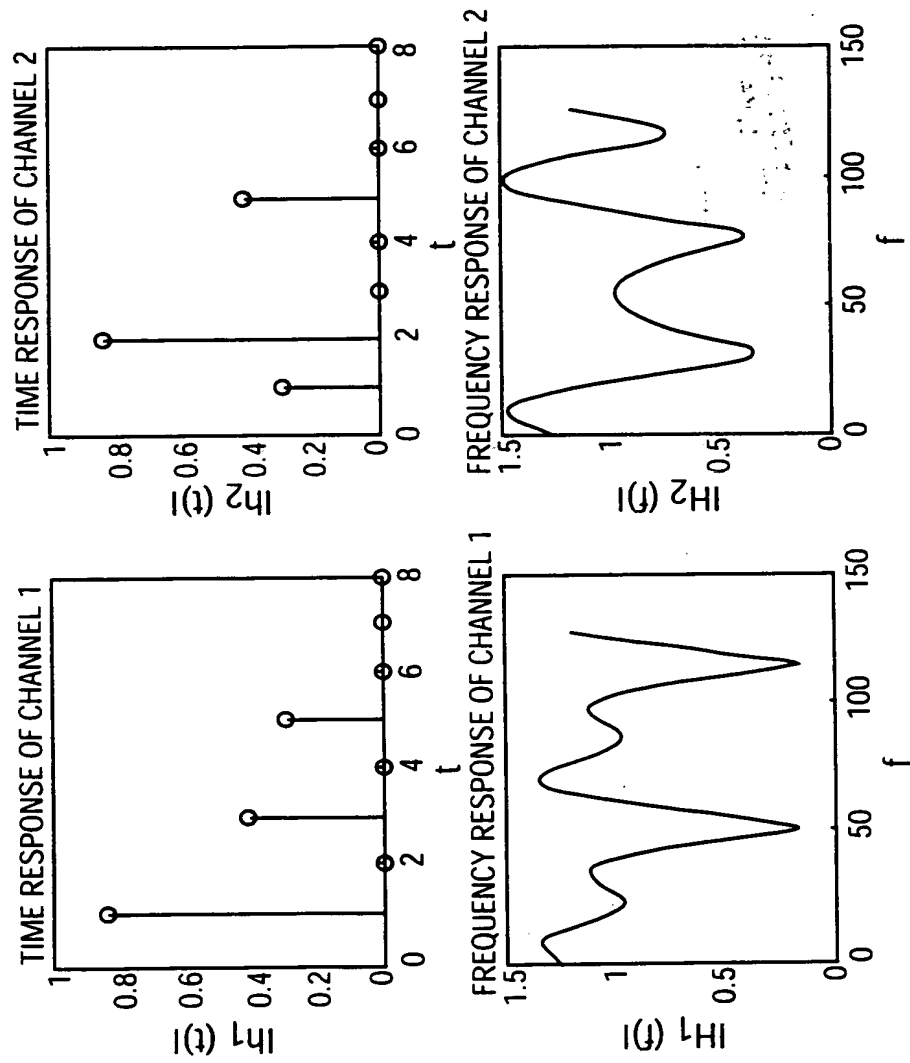 TIME RESPONSE OF CHANNEL 1
1
0.8
0.6
0.4
0.2
0
|h1 (t)|
0 2 4 6 8
t
TIME RESPONSE OF CHANNEL 2
1
0.8
0.6
0.4
0.2
0
|h2 (t)|
0 2 4 6 8
t
FREQUENCY RESPONSE OF CHANNEL 1
1.5
1
0.5
0
|H1 (f)|
0 50 100 150
f
FREQUENCY RESPONSE OF CHANNEL 2
1.5
1
0.5
0
|H2 (f)|
0 50 100 150
f